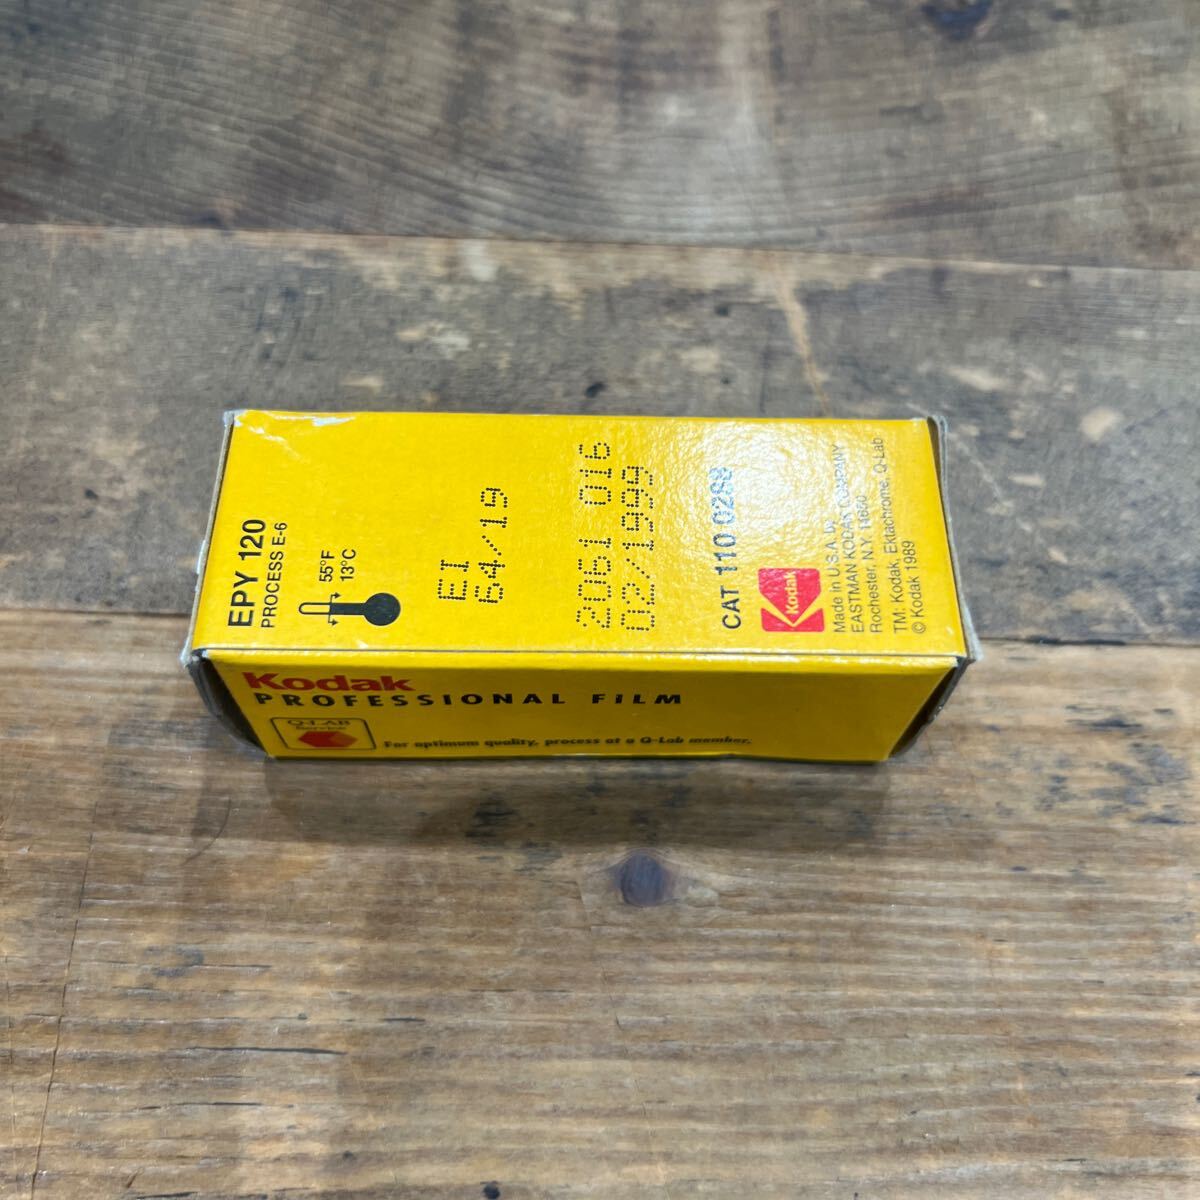 EPY 120
PROCESS E-6
55°F
13°C
EI
64/19
2061 016
02/1999
CAT 110 0288
Kodak
Made in U.S.A. by
EASTMAN KODAK COMPANY
Rochester, N.Y. 14650
TM: Kodak, Ektachrome, Q-Lab
© Kodak 1989
Kodak
PROFESSIONAL FILM
Q-LAB
For optimum quality, process at a Q-Lab member.